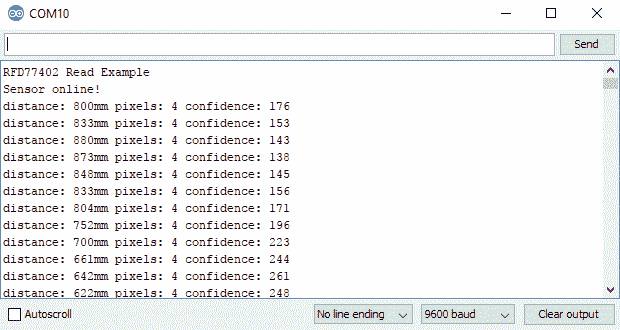 COM10
Send
RFD77402 Read Example
Sensor online!
distance: 800mm pixels: 4 confidence: 176
distance: 833mm pixels: 4 confidence: 153
distance: 880mm pixels: 4 confidence: 143
distance: 873mm pixels: 4 confidence: 138
distance: 848mm pixels: 4 confidence: 145
distance: 833mm pixels: 4 confidence: 156
distance: 804mm pixels: 4 confidence: 171
distance: 752mm pixels: 4 confidence: 196
distance: 700mm pixels: 4 confidence: 223
distance: 661mm pixels: 4 confidence: 244
distance: 642mm pixels: 4 confidence: 261
distance: 622mm pixels: 4 confidence: 248
Autoscroll No line ending 9600 baud Clear output